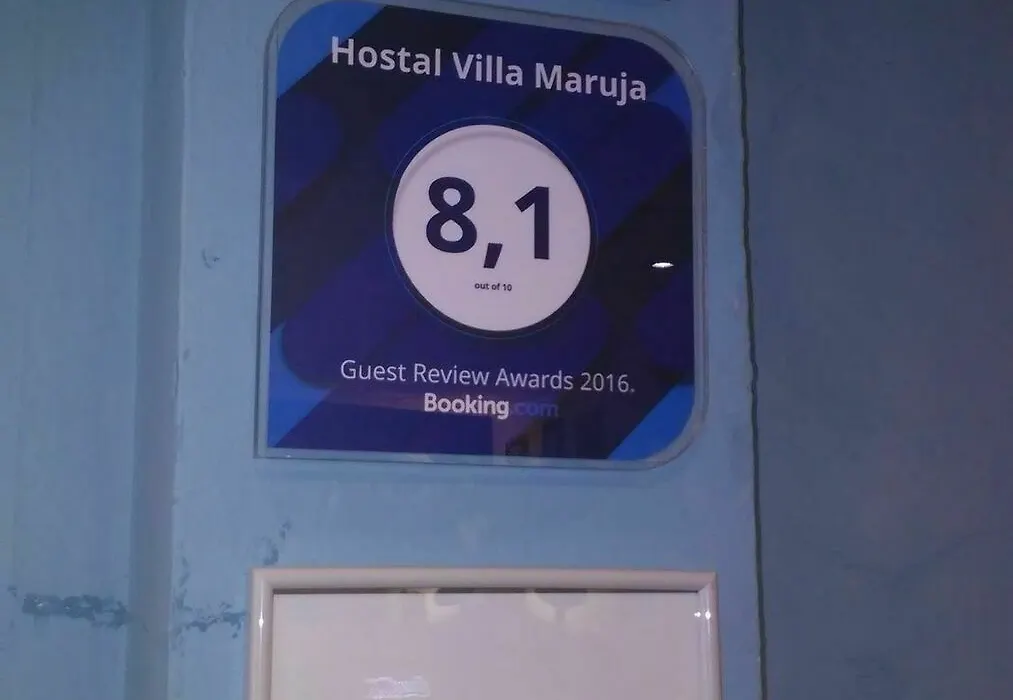 Hostal Villa Maruja
8,1
out of 10
Guest Review Awards 2016.
Booking.com